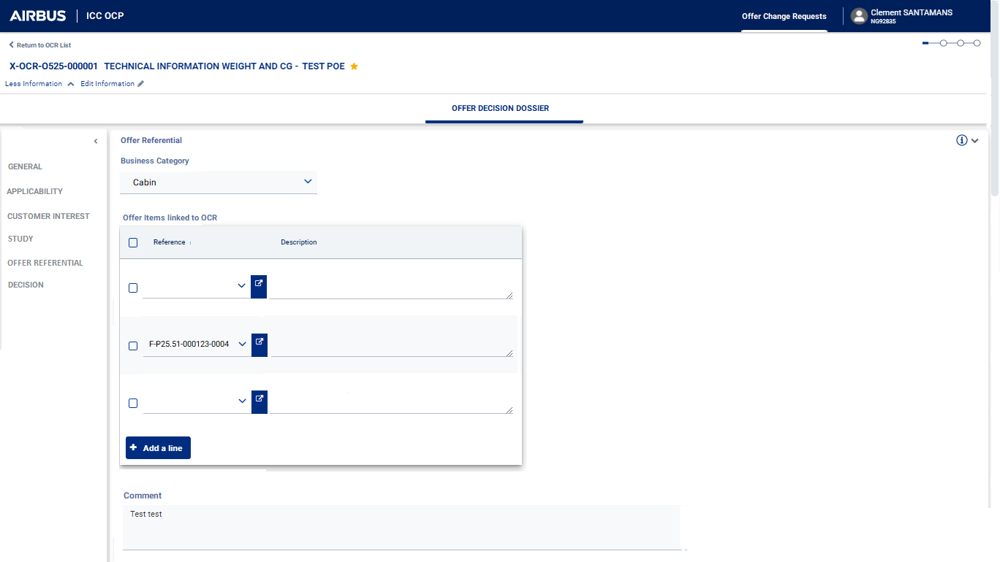 AIRBUS ICC OCP Offer Change Requests Clement SANTAMANS
NG92835
Return to OCR List
X-OCR-O525-000001 TECHNICAL INFORMATION WEIGHT AND CG - TEST POE
Less Information Edit Information
OFFER DECISION DOSSIER
GENERAL
APPLICABILITY
CUSTOMER INTEREST
STUDY
OFFER REFERENTIAL
DECISION
Offer Referential
Business Category
Cabin
Offer Items linked to OCR
Reference Description
F-P25.51-000123-0004
+ Add a line
Comment
Test test